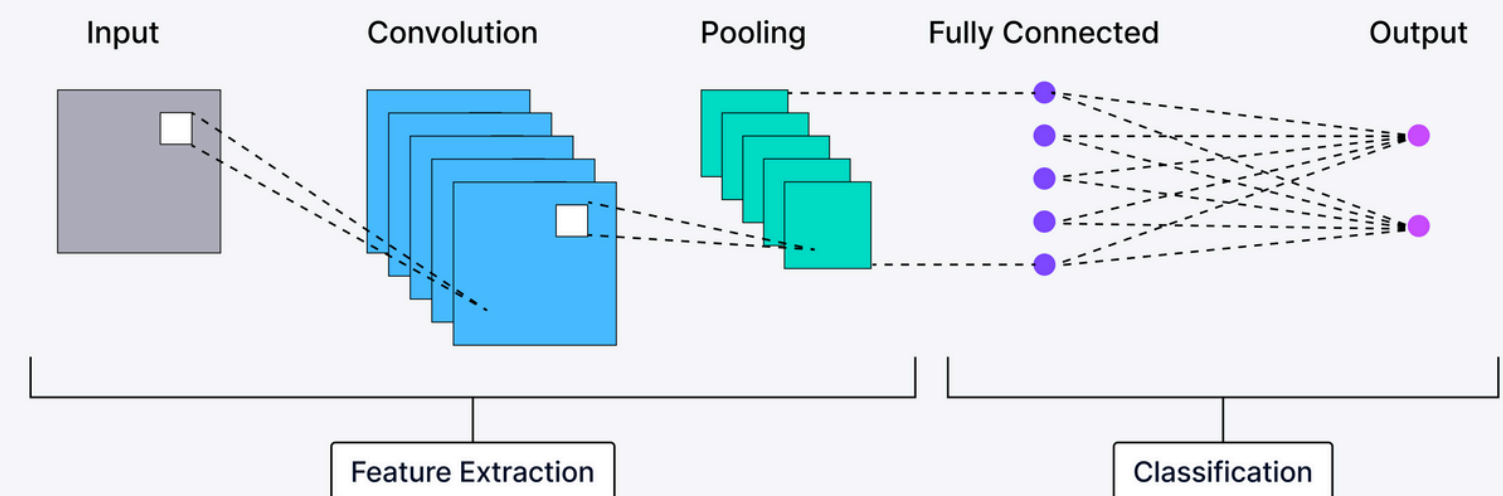 Input
Convolution
Pooling
Fully Connected
Output
Feature Extraction
Classification